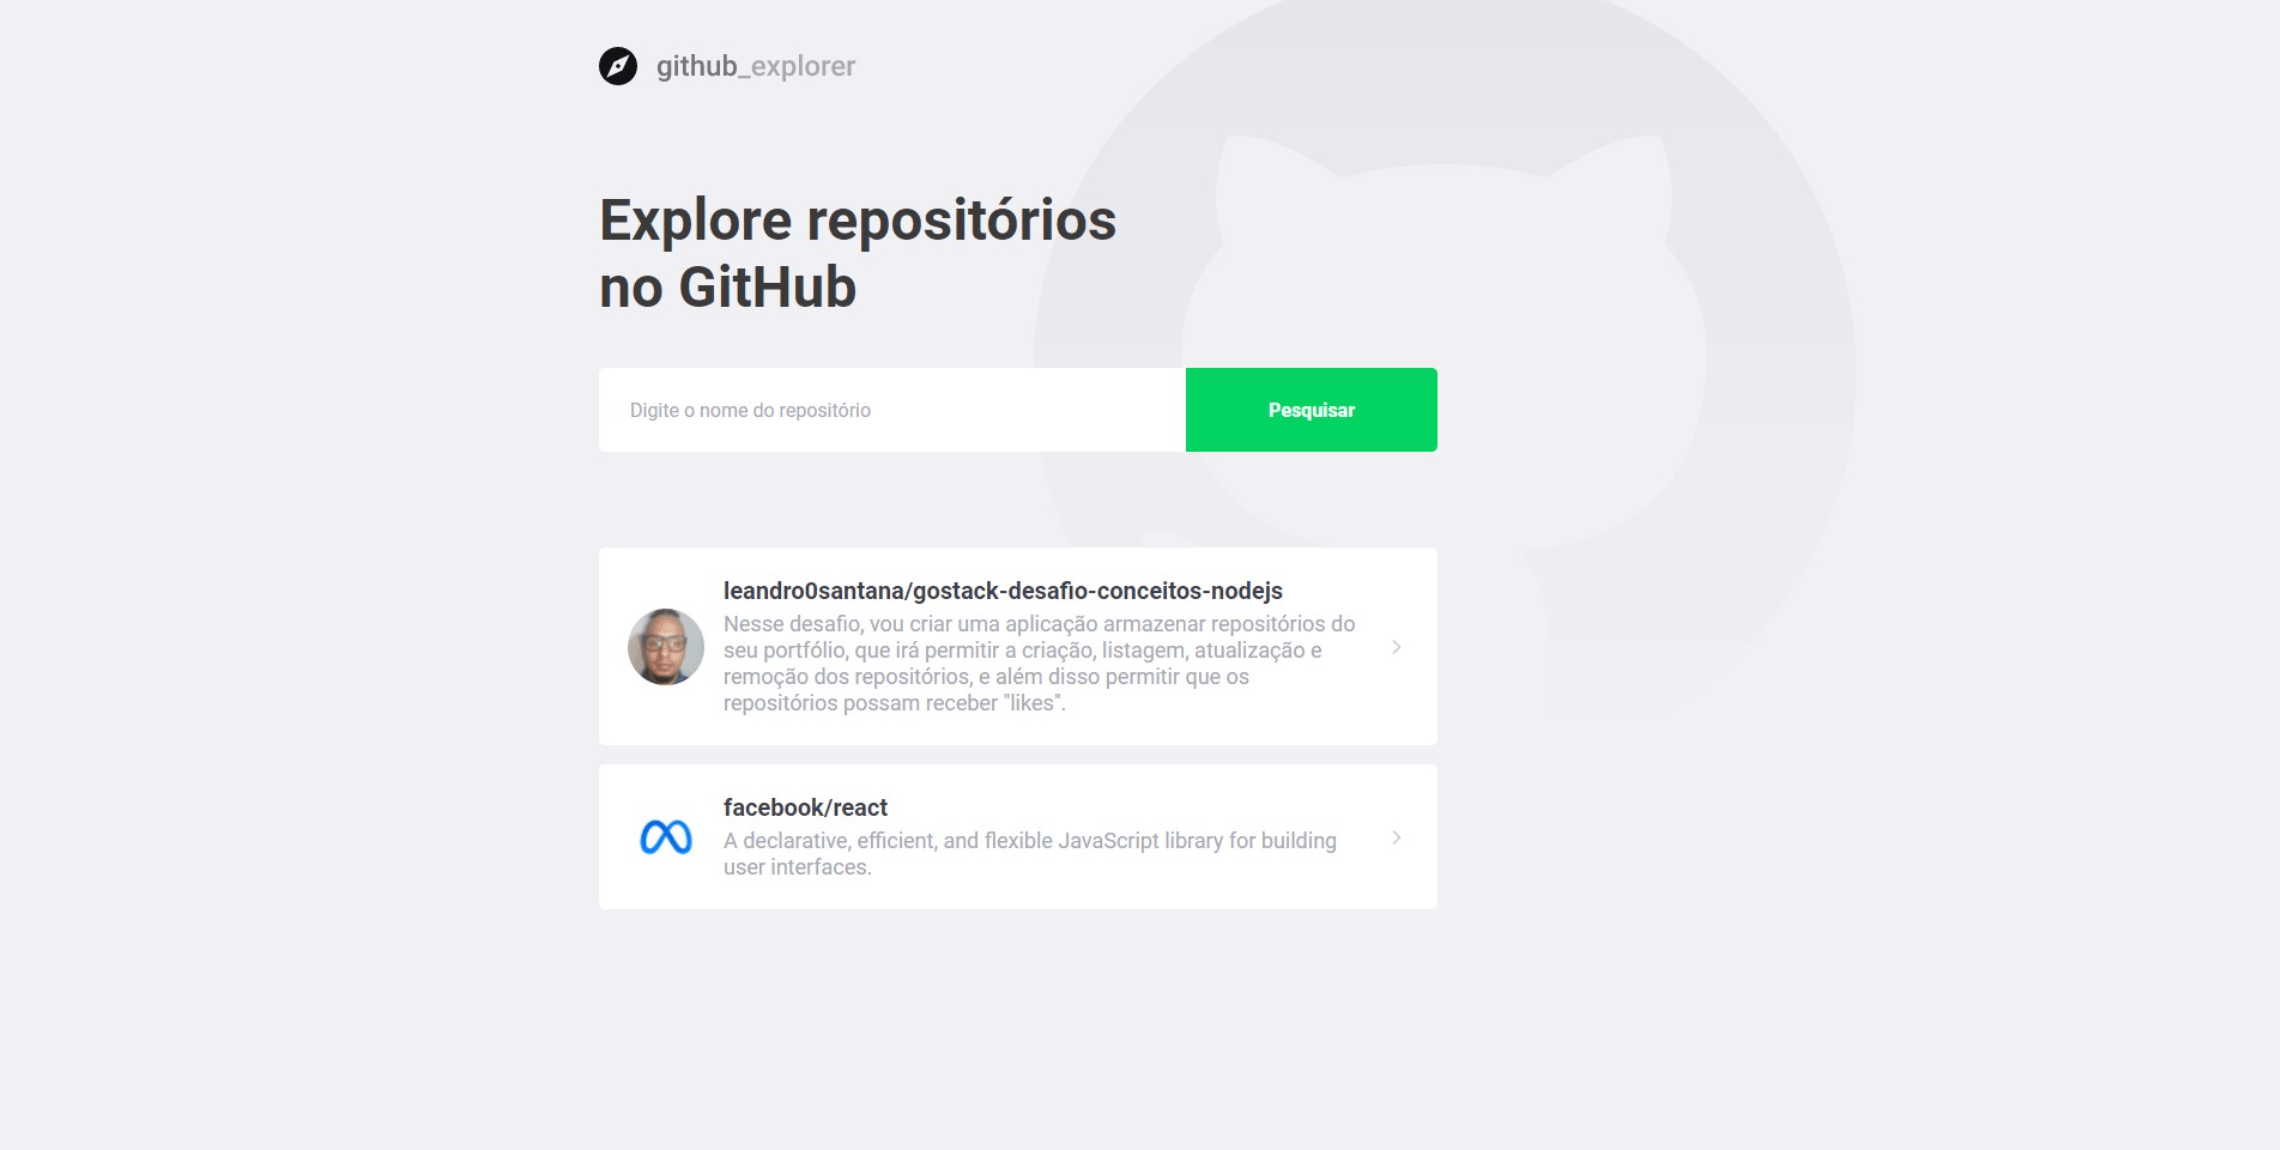 github_explorer
Explore repositórios
no GitHub
Digite o nome do repositório
Pesquisar
leandro0santana/gostack-desafio-conceitos-nodejs
Nesse desafio, vou criar uma aplicação armazenar repositórios do
seu portfólio, que irá permitir a criação, listagem, atualização e
remoção dos repositórios, e além disso permitir que os
repositórios possam receber "likes".
facebook/react
A declarative, efficient, and flexible JavaScript library for building
user interfaces.